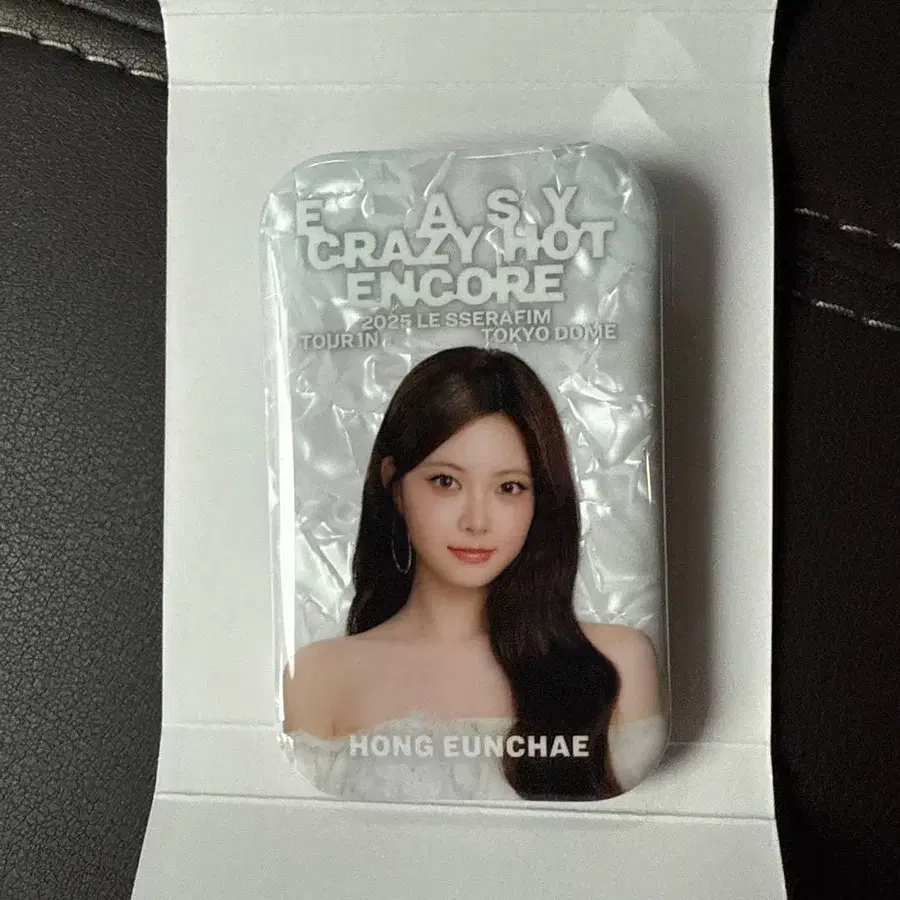 E A S Y
CRAZY HOT
ENCORE
2025 LE SSERAFIM
TOUR IN TOKYO DOME
HONG EUNCHAE